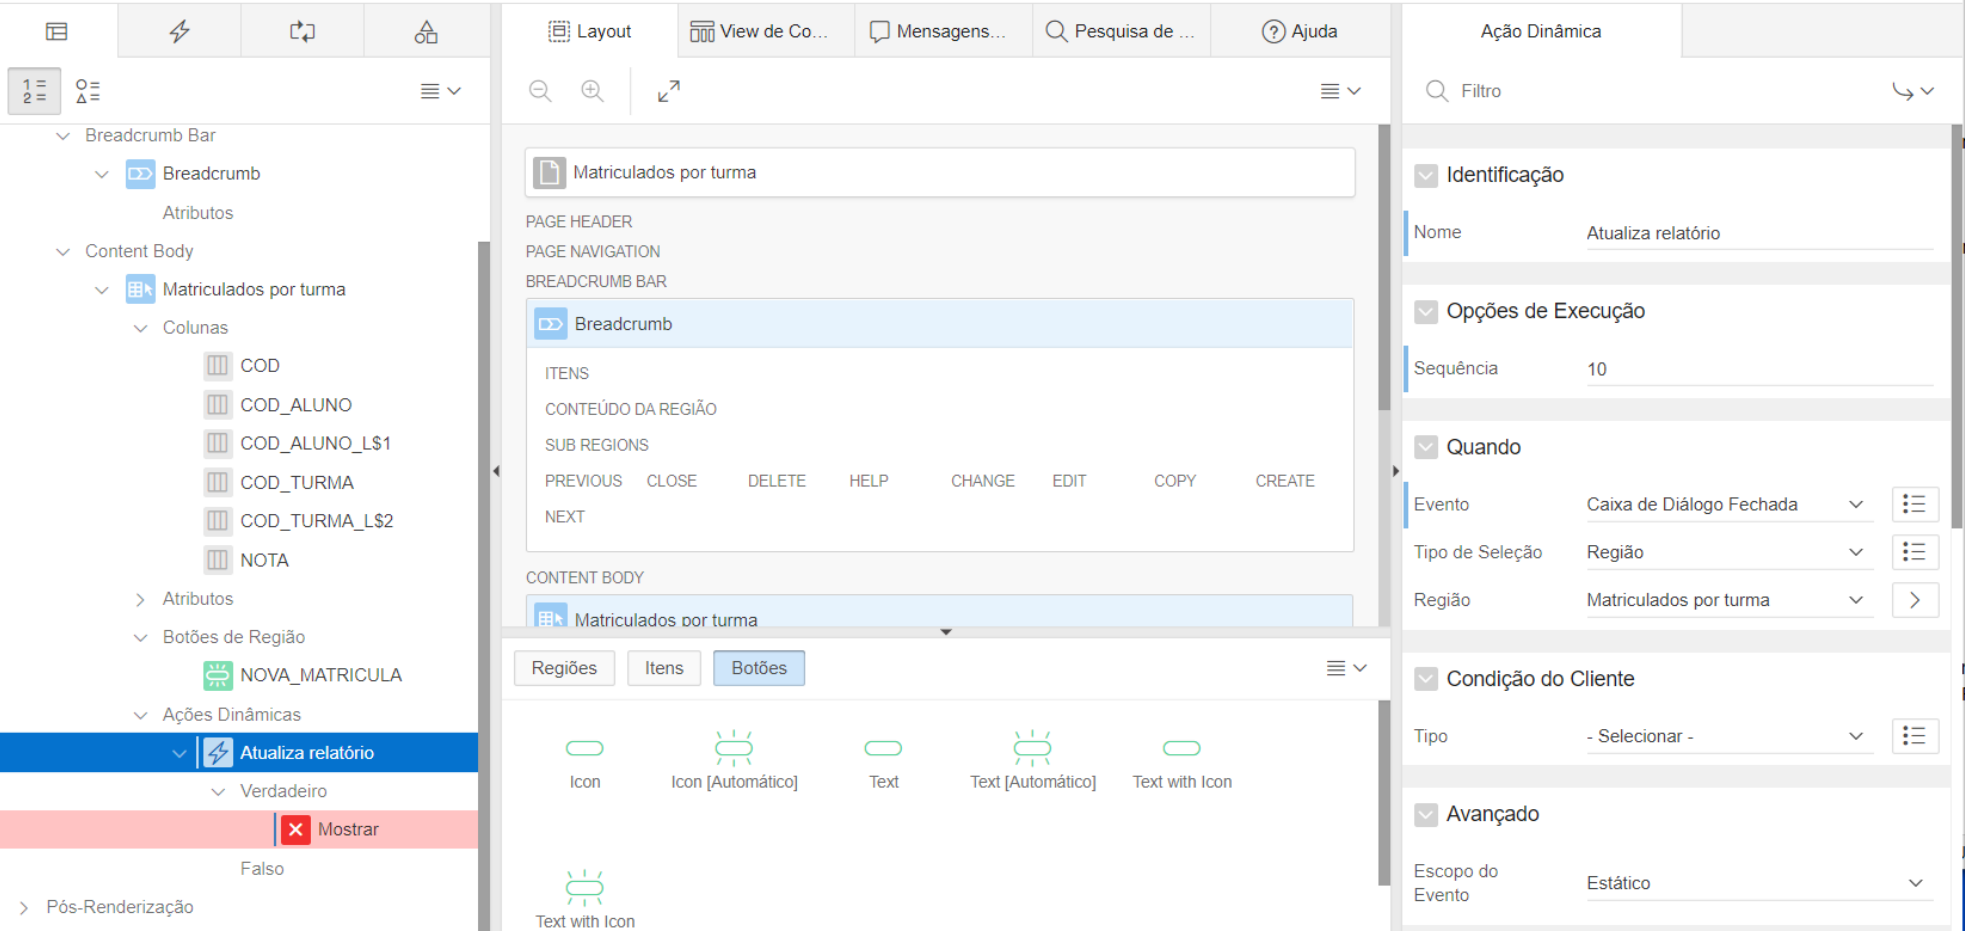 Layout
View de Co...
Mensagens...
Pesquisa de ...
Ajuda
Ação Dinâmica
Filtro
Breadcrumb Bar
Breadcrumb
Atributos
Content Body
Matriculados por turma
Colunas
COD
COD_ALUNO
COD_ALUNO_L$1
COD_TURMA
COD_TURMA_L$2
NOTA
Atributos
Botões de Região
NOVA_MATRICULA
Ações Dinâmicas
Atualiza relatório
Verdadeiro
Mostrar
Falso
Pós-Renderização
Matriculados por turma
PAGE HEADER
PAGE NAVIGATION
BREADCRUMB BAR
Breadcrumb
ITENS
CONTEÚDO DA REGIÃO
SUB REGIONS
PREVIOUS CLOSE DELETE HELP CHANGE EDIT COPY CREATE
NEXT
CONTENT BODY
Matriculados por turma
Regiões Itens Botões
Icon
Icon [Automático]
Text
Text [Automático]
Text with Icon
Text with Icon
Identificação
Nome Atualiza relatório
Opções de Execução
Sequência 10
Quando
Evento Caixa de Diálogo Fechada
Tipo de Seleção Região
Região Matriculados por turma
Condição do Cliente
Tipo - Selecionar -
Avançado
Escopo do
Evento
Estático